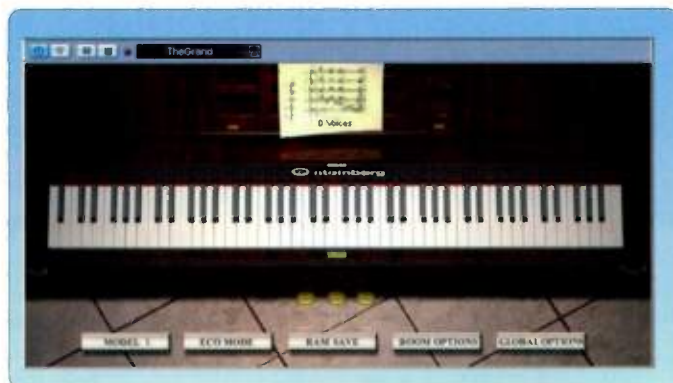 TheGrand
0 Voices
steinberg
MODEL 1
ECO MODE
RAM SAVE
ROOM OPTIONS
GLOBAL OPTIONS